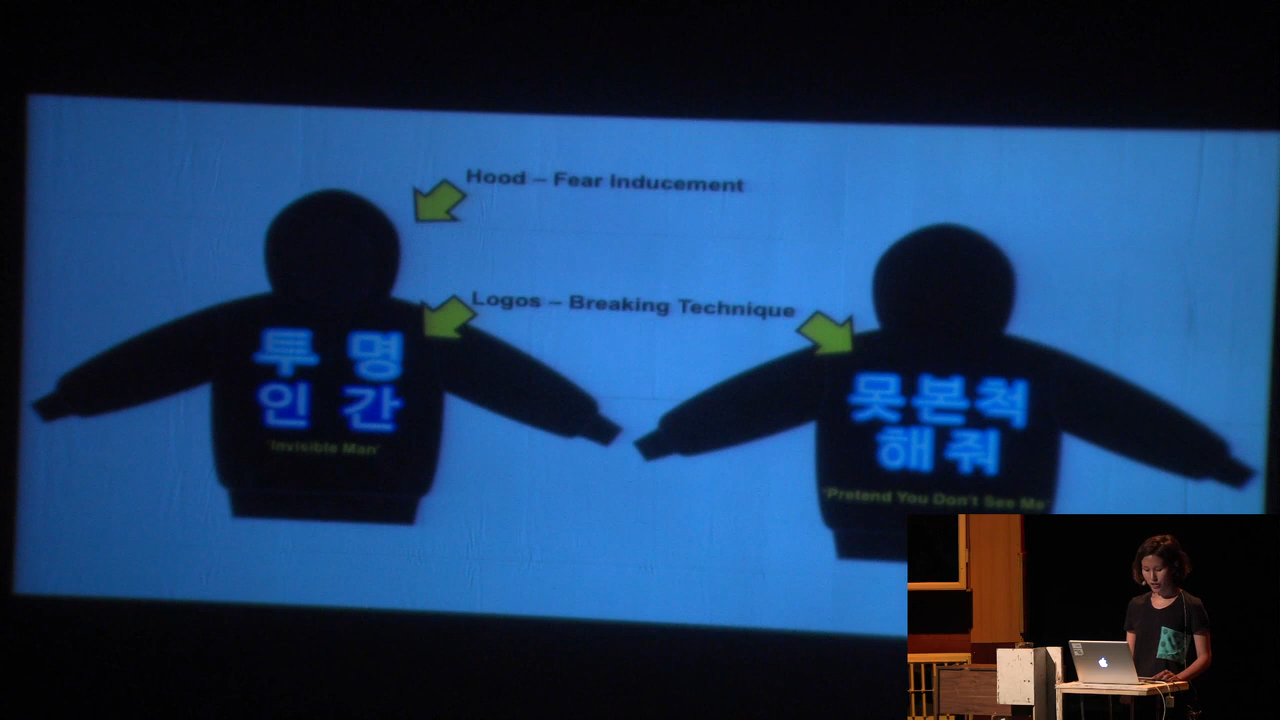 Hood – Fear Inducement
Logos – Breaking Technique
투 명
인 간
'Invisible Man'
못본척
해줘
'Pretend You Don't See Me'